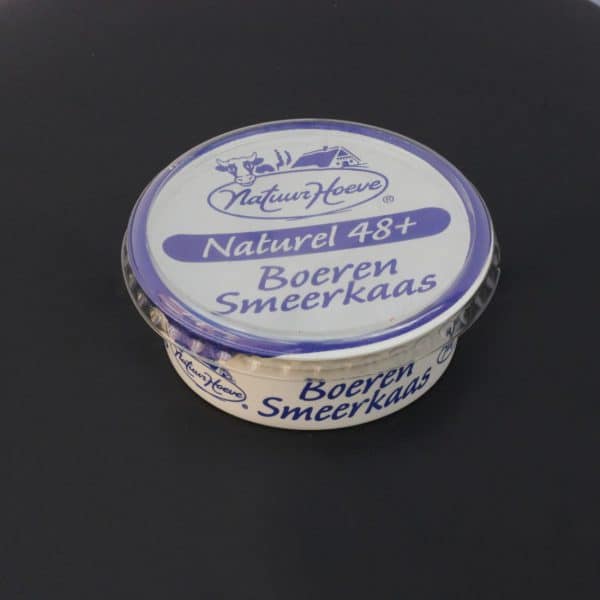 NatuurHoeve ®
Naturel 48+
Boeren
Smeerkaas
NatuurHoeve ®
Boeren
Smeerkaas